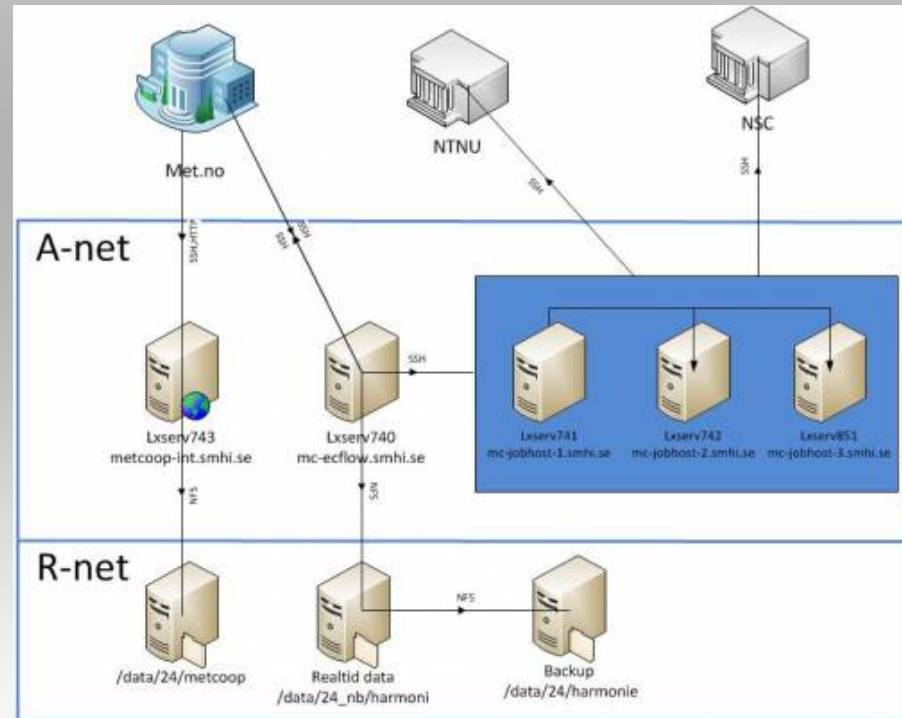 Met.no
NTNU
NSC
SSH
SSH
SSH,HTTP
SSH
SSH
A-net
SSH
Lxserv743
metcoop-int.smhi.se
Lxserv740
mc-ecflow.smhi.se
Lxserv741
mc-jobhost-1.smhi.se
Lxserv742
mc-jobhost-2.smhi.se
Lxserv851
mc-jobhost-3.smhi.se
NFS
NFS
R-net
NFS
/data/24/metcoop
Realtid data
/data/24_nb/harmoni
Backup
/data/24/harmonie